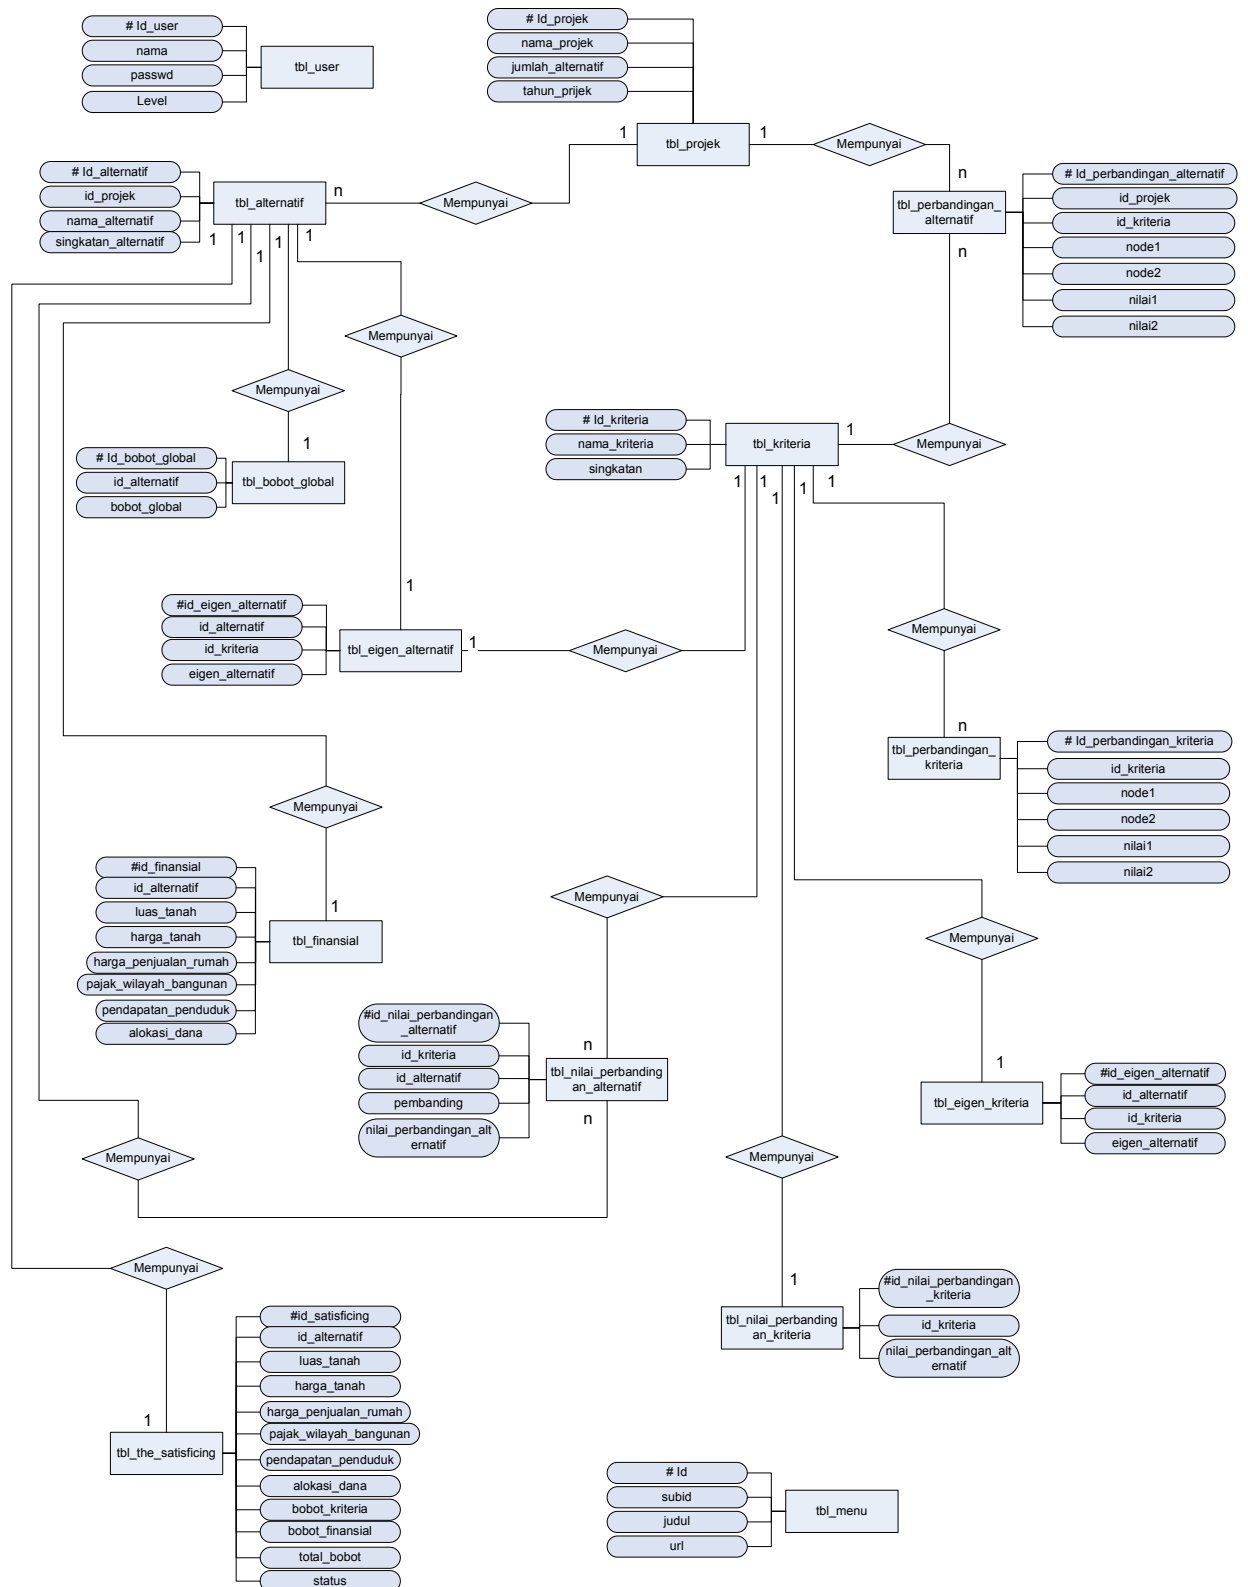 # Id_user
nama
passwd
Level
tbl_user
# Id_projek
nama_projek
jumlah_alternatif
tahun_prijek
1
tbl_projek
1
Mempunyai
n
# Id_alternatif
id_projek
nama_alternatif
singkatan_alternatif
tbl_alternatif
n
Mempunyai
1
1
1
1
1
1
tbl_perbandingan_
alternatif
n
# Id_perbandingan_alternatif
id_projek
id_kriteria
node1
node2
nilai1
nilai2
Mempunyai
Mempunyai
1
# Id_bobot_global
id_alternatif
bobot_global
tbl_bobot_global
# Id_kriteria
nama_kriteria
singkatan
tbl_kriteria
1
Mempunyai
1
1
1
1
1
1
#id_eigen_alternatif
id_alternatif
id_kriteria
eigen_alternatif
tbl_eigen_alternatif
1
Mempunyai
Mempunyai
n
tbl_perbandingan_
kriteria
# Id_perbandingan_kriteria
id_kriteria
node1
node2
nilai1
nilai2
Mempunyai
1
#id_finansial
id_alternatif
luas_tanah
harga_tanah
harga_penjualan_rumah
pajak_wilayah_bangunan
pendapatan_penduduk
alokasi_dana
tbl_finansial
Mempunyai
n
Mempunyai
1
#id_nilai_perbandingan
_alternatif
id_kriteria
id_alternatif
pembanding
nilai_perbandingan_alt
ernatif
tbl_nilai_perbanding
an_alternatif
n
tbl_eigen_kriteria
#id_eigen_alternatif
id_alternatif
id_kriteria
eigen_alternatif
Mempunyai
Mempunyai
1
Mempunyai
1
tbl_nilai_perbanding
an_kriteria
#id_nilai_perbandingan
_kriteria
id_kriteria
nilai_perbandingan_alt
ernatif
tbl_the_satisficing
#id_satisficing
id_alternatif
luas_tanah
harga_tanah
harga_penjualan_rumah
pajak_wilayah_bangunan
pendapatan_penduduk
alokasi_dana
bobot_kriteria
bobot_finansial
total_bobot
status
# Id
subid
judul
url
tbl_menu